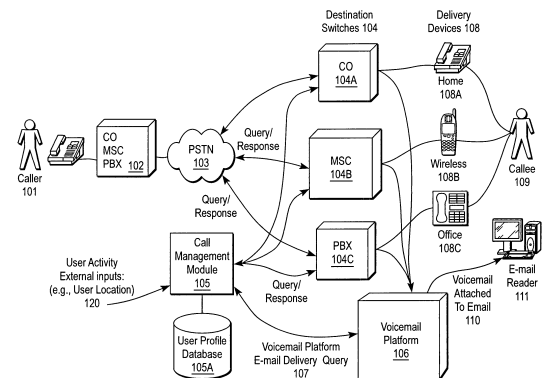 Destination
Switches 104
Delivery
Devices 108
CO
104A
Home
108A
CO
MSC
PBX 102
Caller
101
PSTN
103
Query/
Response
MSC
104B
Wireless
108B
Callee
109
Query/
Response
PBX
104C
Office
108C
Call
Management
Module
105
User Activity
External inputs:
(e.g., User Location)
120
Query/
Response
Voicemail
Attached
To Email
110
E-mail
Reader
111
User Profile
Database
105A
Voicemail Platform
E-mail Delivery Query
107
Voicemail
Platform
106